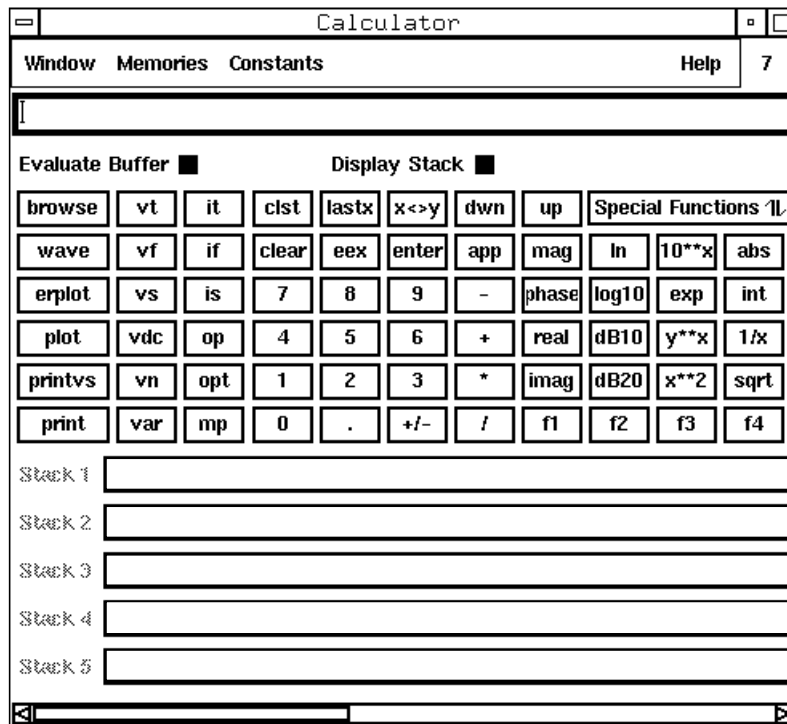 Calculator
Window Memories Constants Help 7
Evaluate Buffer Display Stack
browse vt it clst lastx x<>y dwn up Special Functions
wave vf if clear eex enter app mag ln 10**x abs
erplot vs is 7 8 9 - phase log10 exp int
plot vdc op 4 5 6 + real dB10 y**x 1/x
printvs vn opt 1 2 3 * imag dB20 x**2 sqrt
print var mp 0 . +/- / f1 f2 f3 f4
Stack 1
Stack 2
Stack 3
Stack 4
Stack 5